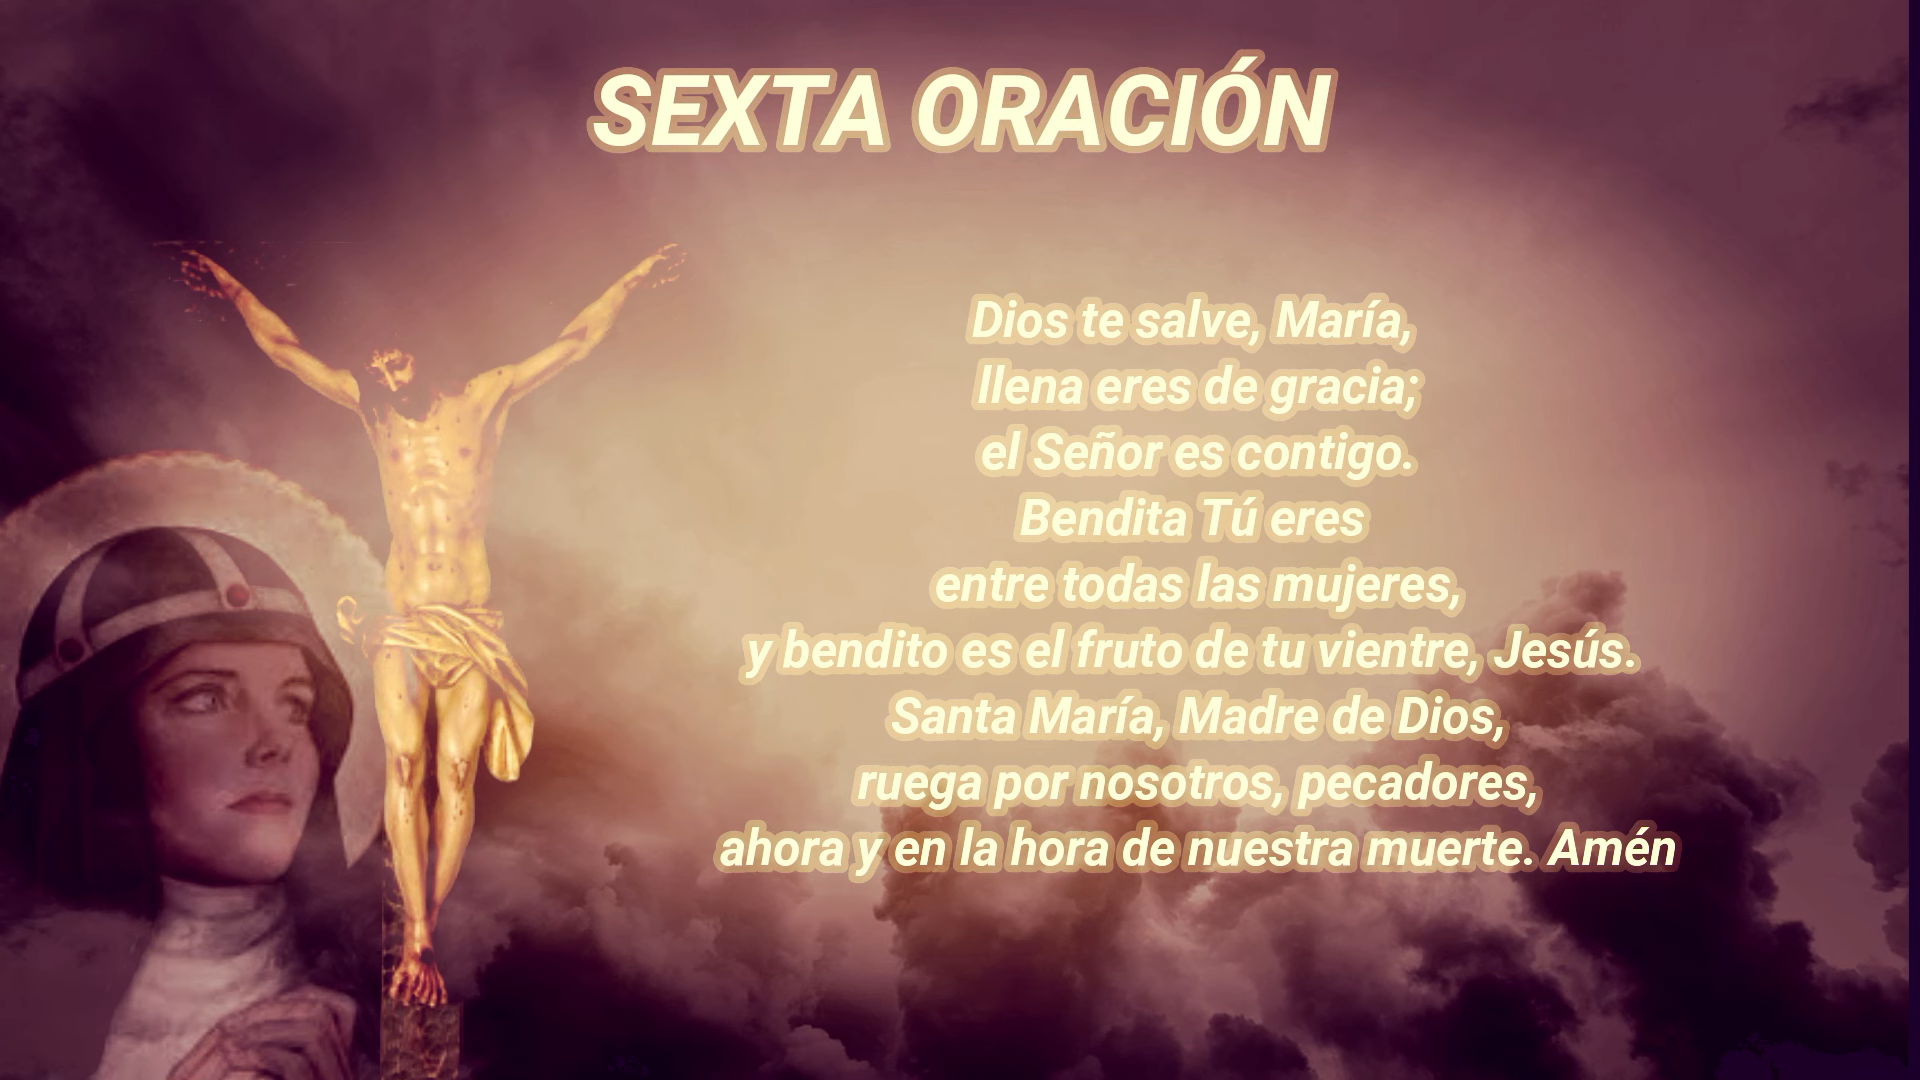 SEXTA ORACIÓN
Dios te salve, María,
llena eres de gracia;
el Señor es contigo.
Bendita Tú eres
entre todas las mujeres,
y bendito es el fruto de tu vientre, Jesús.
Santa María, Madre de Dios,
ruega por nosotros, pecadores,
ahora y en la hora de nuestra muerte. Amén